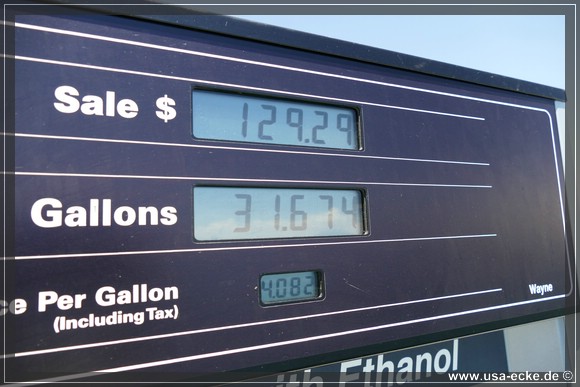 Sale $ 129.29
Gallons 31.674
ce Per Gallon 4.082
(Including Tax)
Wayne
ith Ethanol
www.usa-ecke.de ©